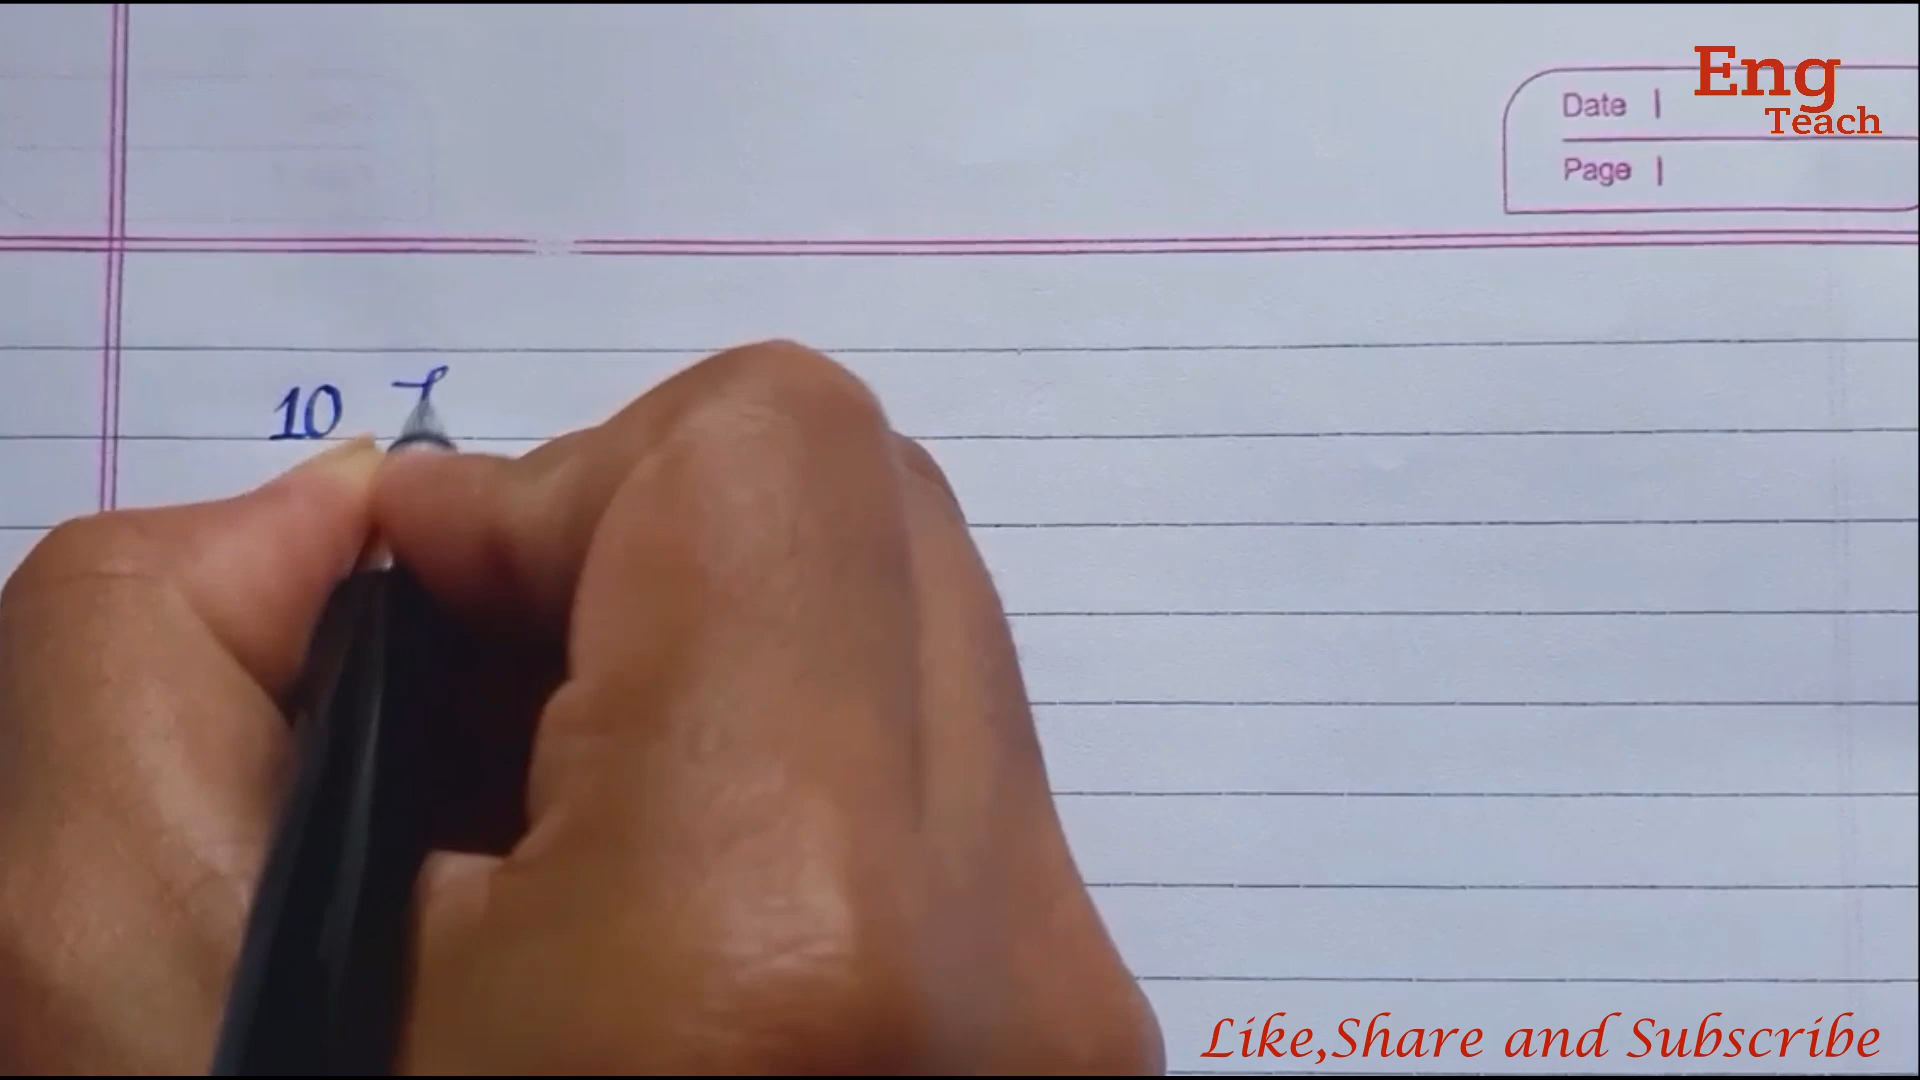 Eng
Teach
Date |
Page |
10
Like,Share and Subscribe